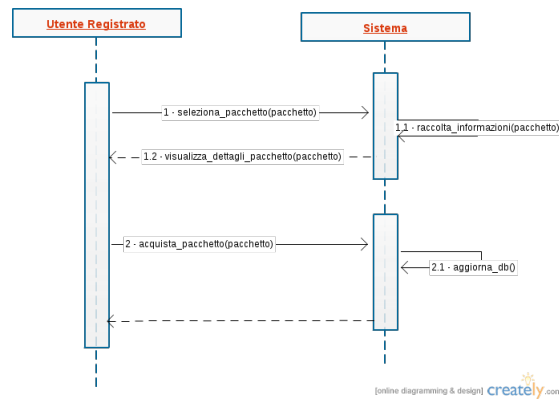 Utente Registrato
Sistema
1 - seleziona_pacchetto(pacchetto)
1.1 - raccolta_informazioni(pacchetto)
1.2 - visualizza_dettagli_pacchetto(pacchetto)
2 - acquista_pacchetto(pacchetto)
2.1 - aggiorna_db()
[online diagramming & design] creately.com